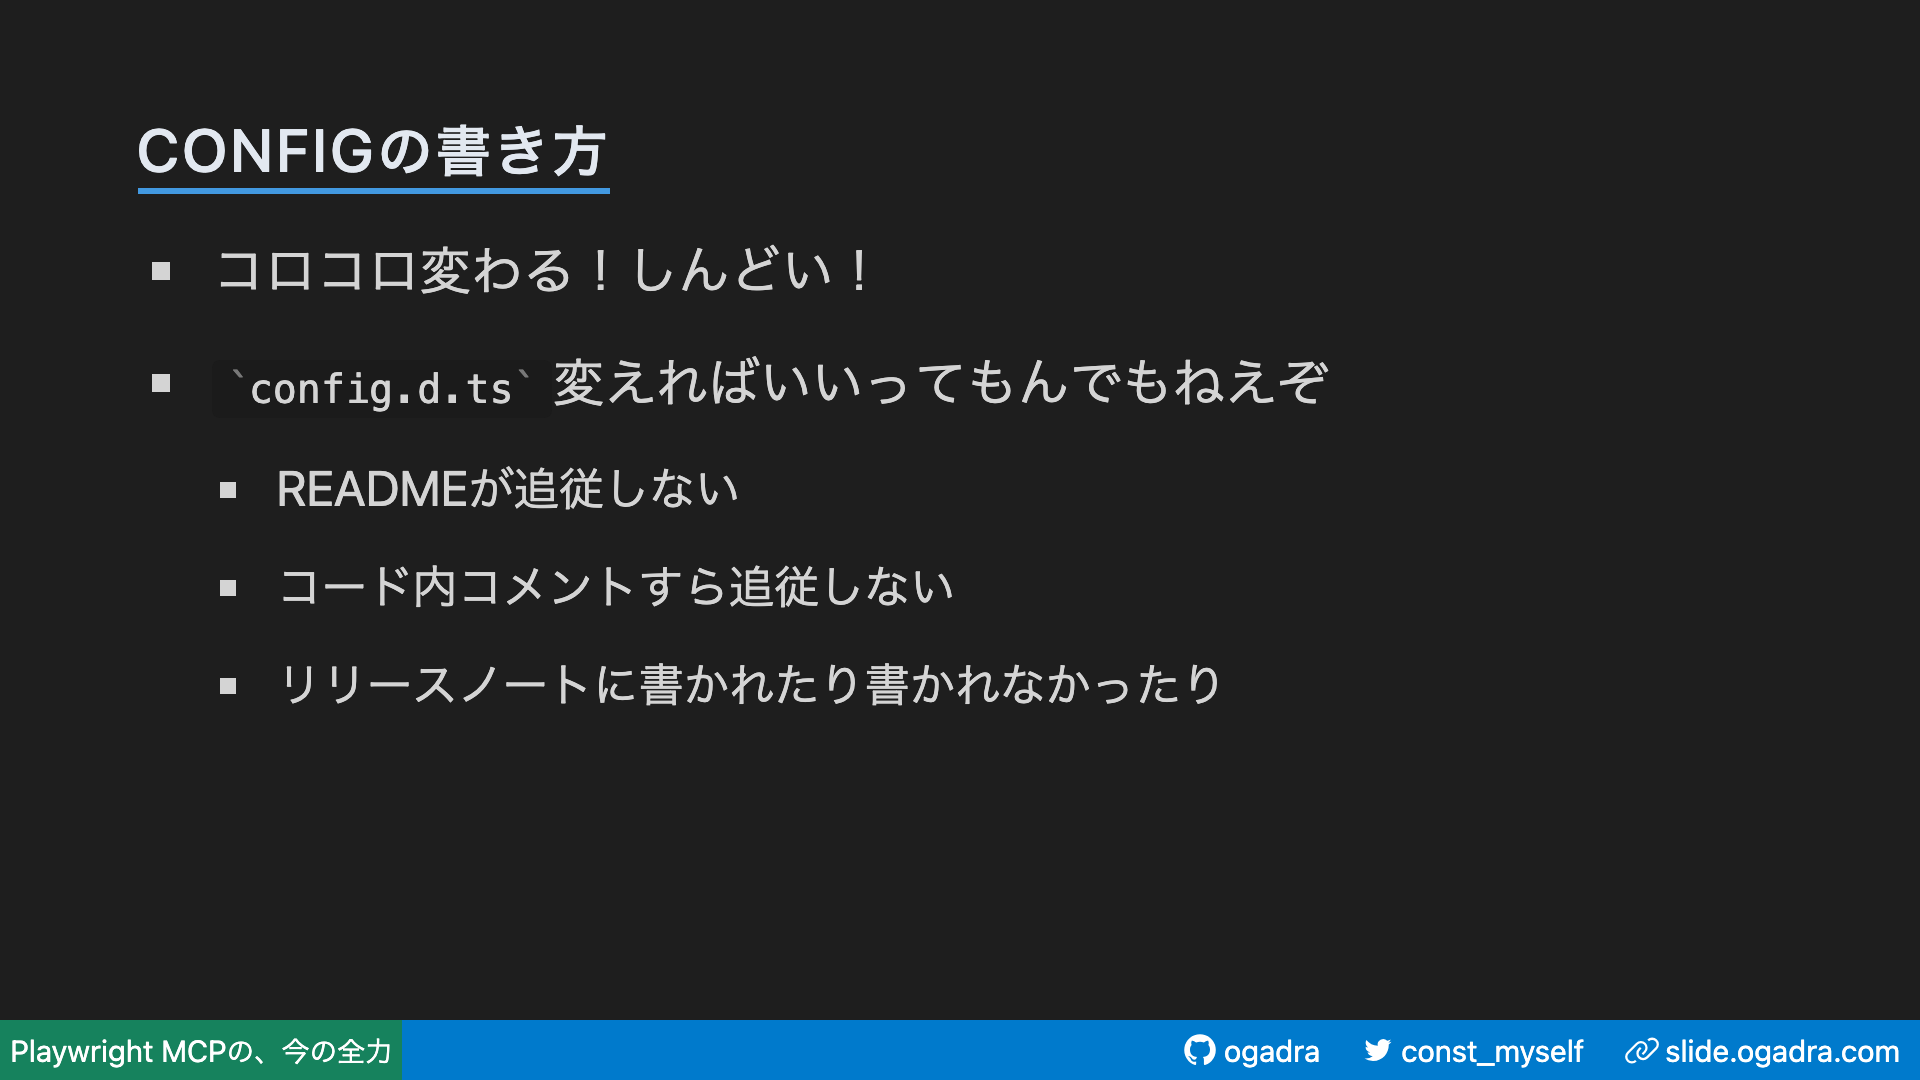 CONFIGの書き方
コロコロ変わる！しんどい！
`config.d.ts`変えればいいってもんでもねえぞ
READMEが追従しない
コード内コメントすら追従しない
リリースノートに書かれたり書かれなかったり
Playwright MCPの、今の全力
ogadra
const_myself
slide.ogadra.com